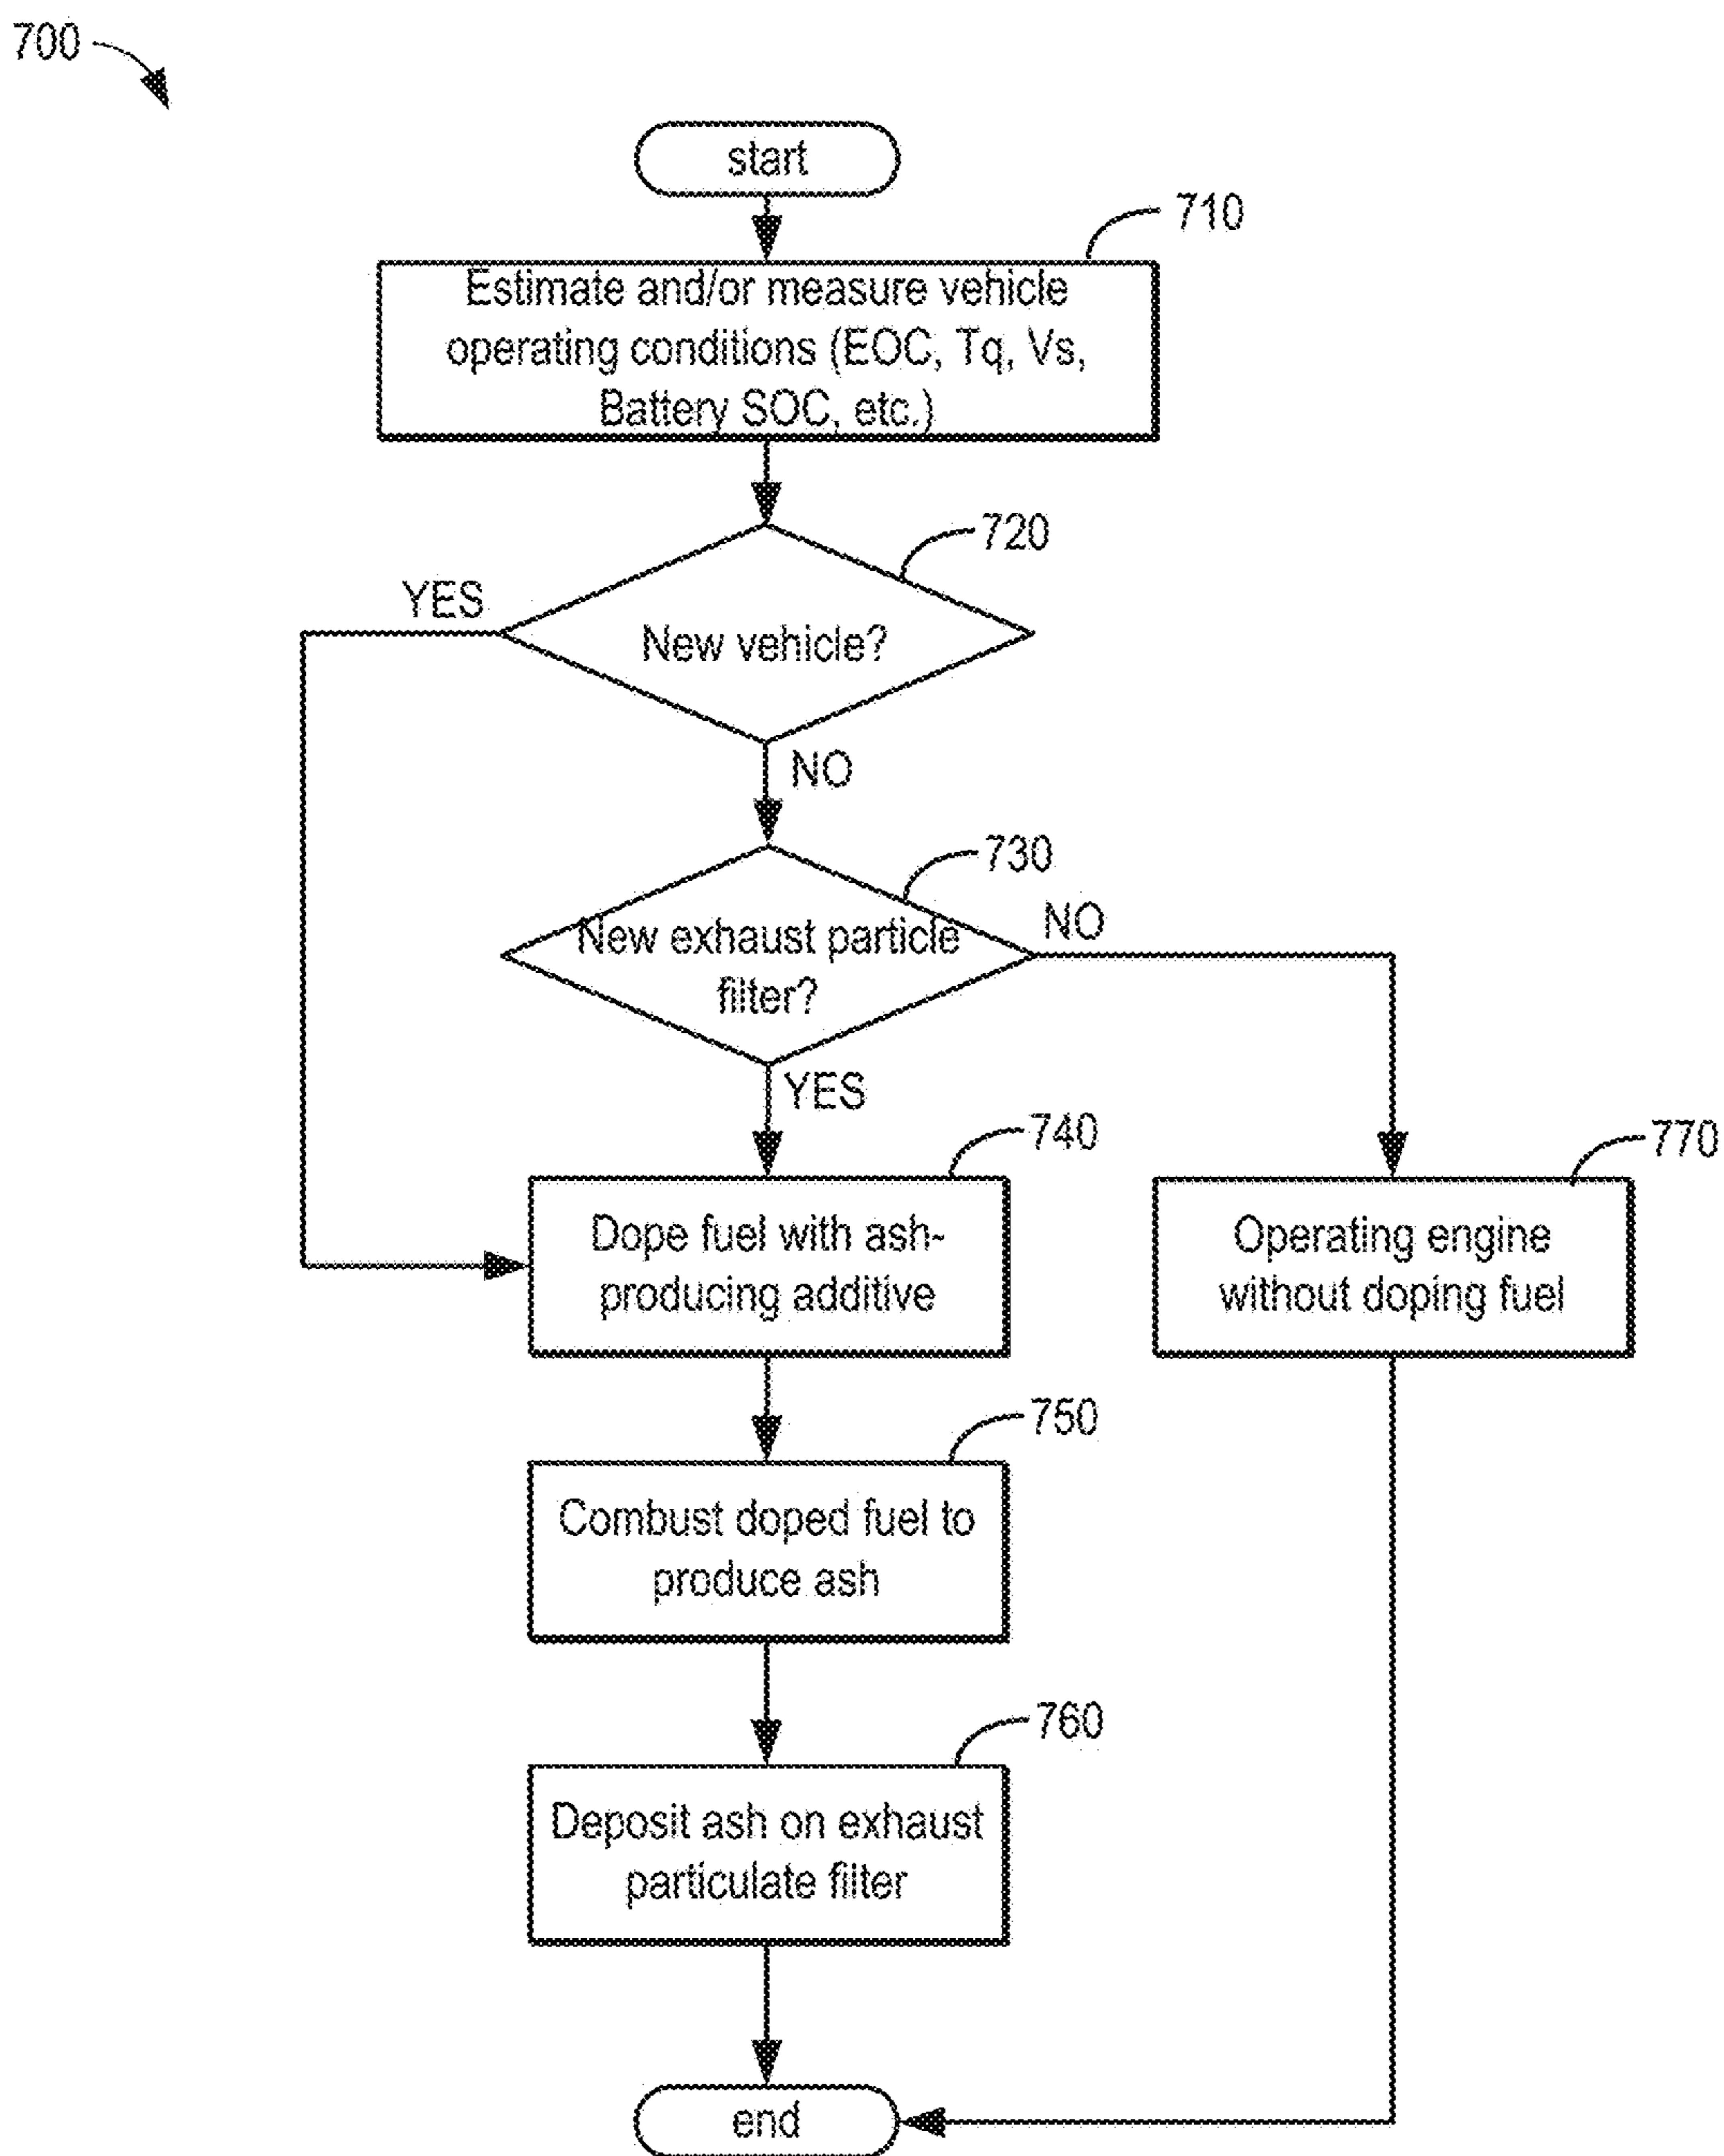 700
start
710
Estimate and/or measure vehicle
operating conditions (EOC, Tq, Vs,
Battery SOC, etc.)
720
YES
New vehicle?
NO
730
New exhaust particle
filter?
NO
YES
740
770
Dope fuel with ash-
producing additive
Operating engine
without doping fuel
750
Combust doped fuel to
produce ash
760
Deposit ash on exhaust
particulate filter
end